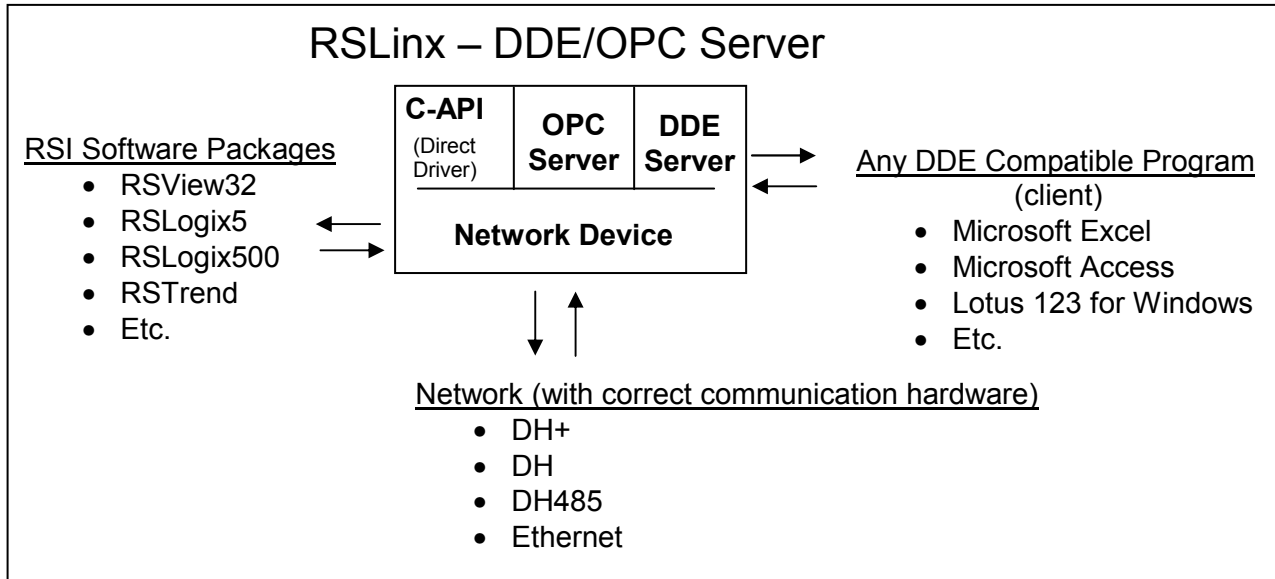 RSLinx – DDE/OPC Server
C-API
(Direct
Driver)
OPC
Server
DDE
Server
Network Device
RSI Software Packages
• RSView32
• RSLogix5
• RSLogix500
• RSTrend
• Etc.
Any DDE Compatible Program
(client)
• Microsoft Excel
• Microsoft Access
• Lotus 123 for Windows
• Etc.
Network (with correct communication hardware)
• DH+
• DH
• DH485
• Ethernet